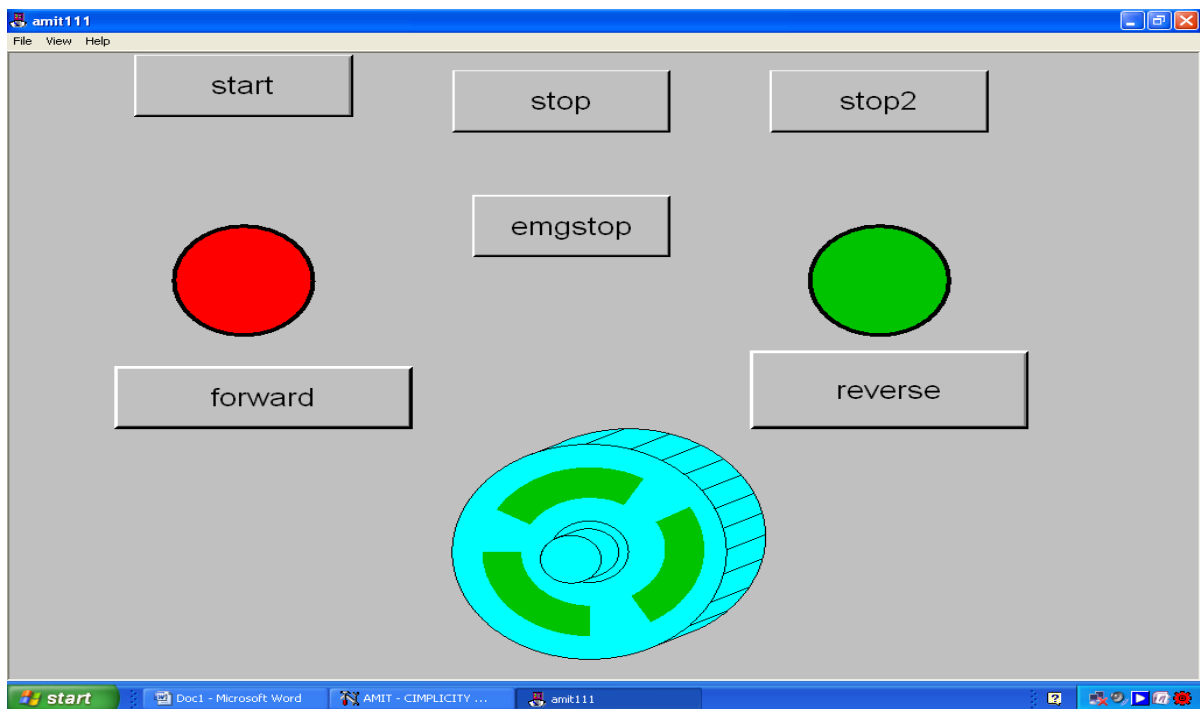 amit111
File View Help
start
stop
stop2
emgstop
forward
reverse
start
Doc1 - Microsoft Word
AMIT - CIMPLICITY ...
amit111